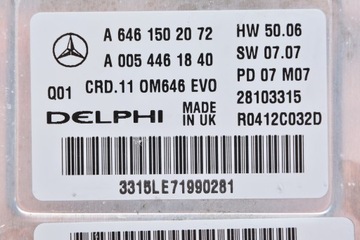 A 646 150 20 72 HW 50.06
A 005 446 18 40 SW 07.07
Q01 CRD.11 OM646 EVO PD 07 M07
28103315
DELPHI MADE IN UK R0412C032D
3315LE71990281